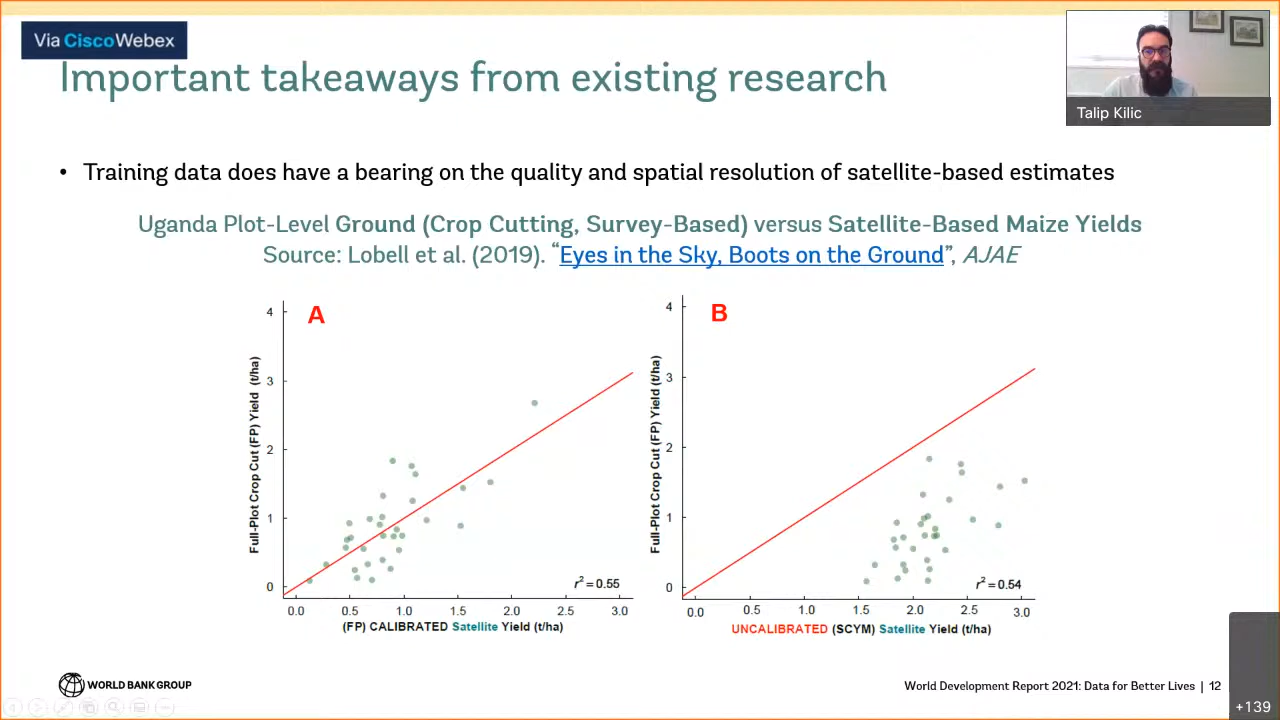 Via CiscoWebex
Important takeaways from existing research
Talip Kilic
• Training data does have a bearing on the quality and spatial resolution of satellite-based estimates
Uganda Plot-Level Ground (Crop Cutting, Survey-Based) versus Satellite-Based Maize Yields
Source: Lobell et al. (2019). “Eyes in the Sky, Boots on the Ground”, AJAE
A
Full-Plot Crop Cut (FP) Yield (t/ha)
4
3
2
1
0
r² = 0.55
0.0 0.5 1.0 1.5 2.0 2.5 3.0
(FP) CALIBRATED Satellite Yield (t/ha)
B
Full-Plot Crop Cut (FP) Yield (t/ha)
4
3
2
1
0
r² = 0.54
0.0 0.5 1.0 1.5 2.0 2.5 3.0
UNCALIBRATED (SCYM) Satellite Yield (t/ha)
WORLD BANK GROUP
World Development Report 2021: Data for Better Lives | 12
+139